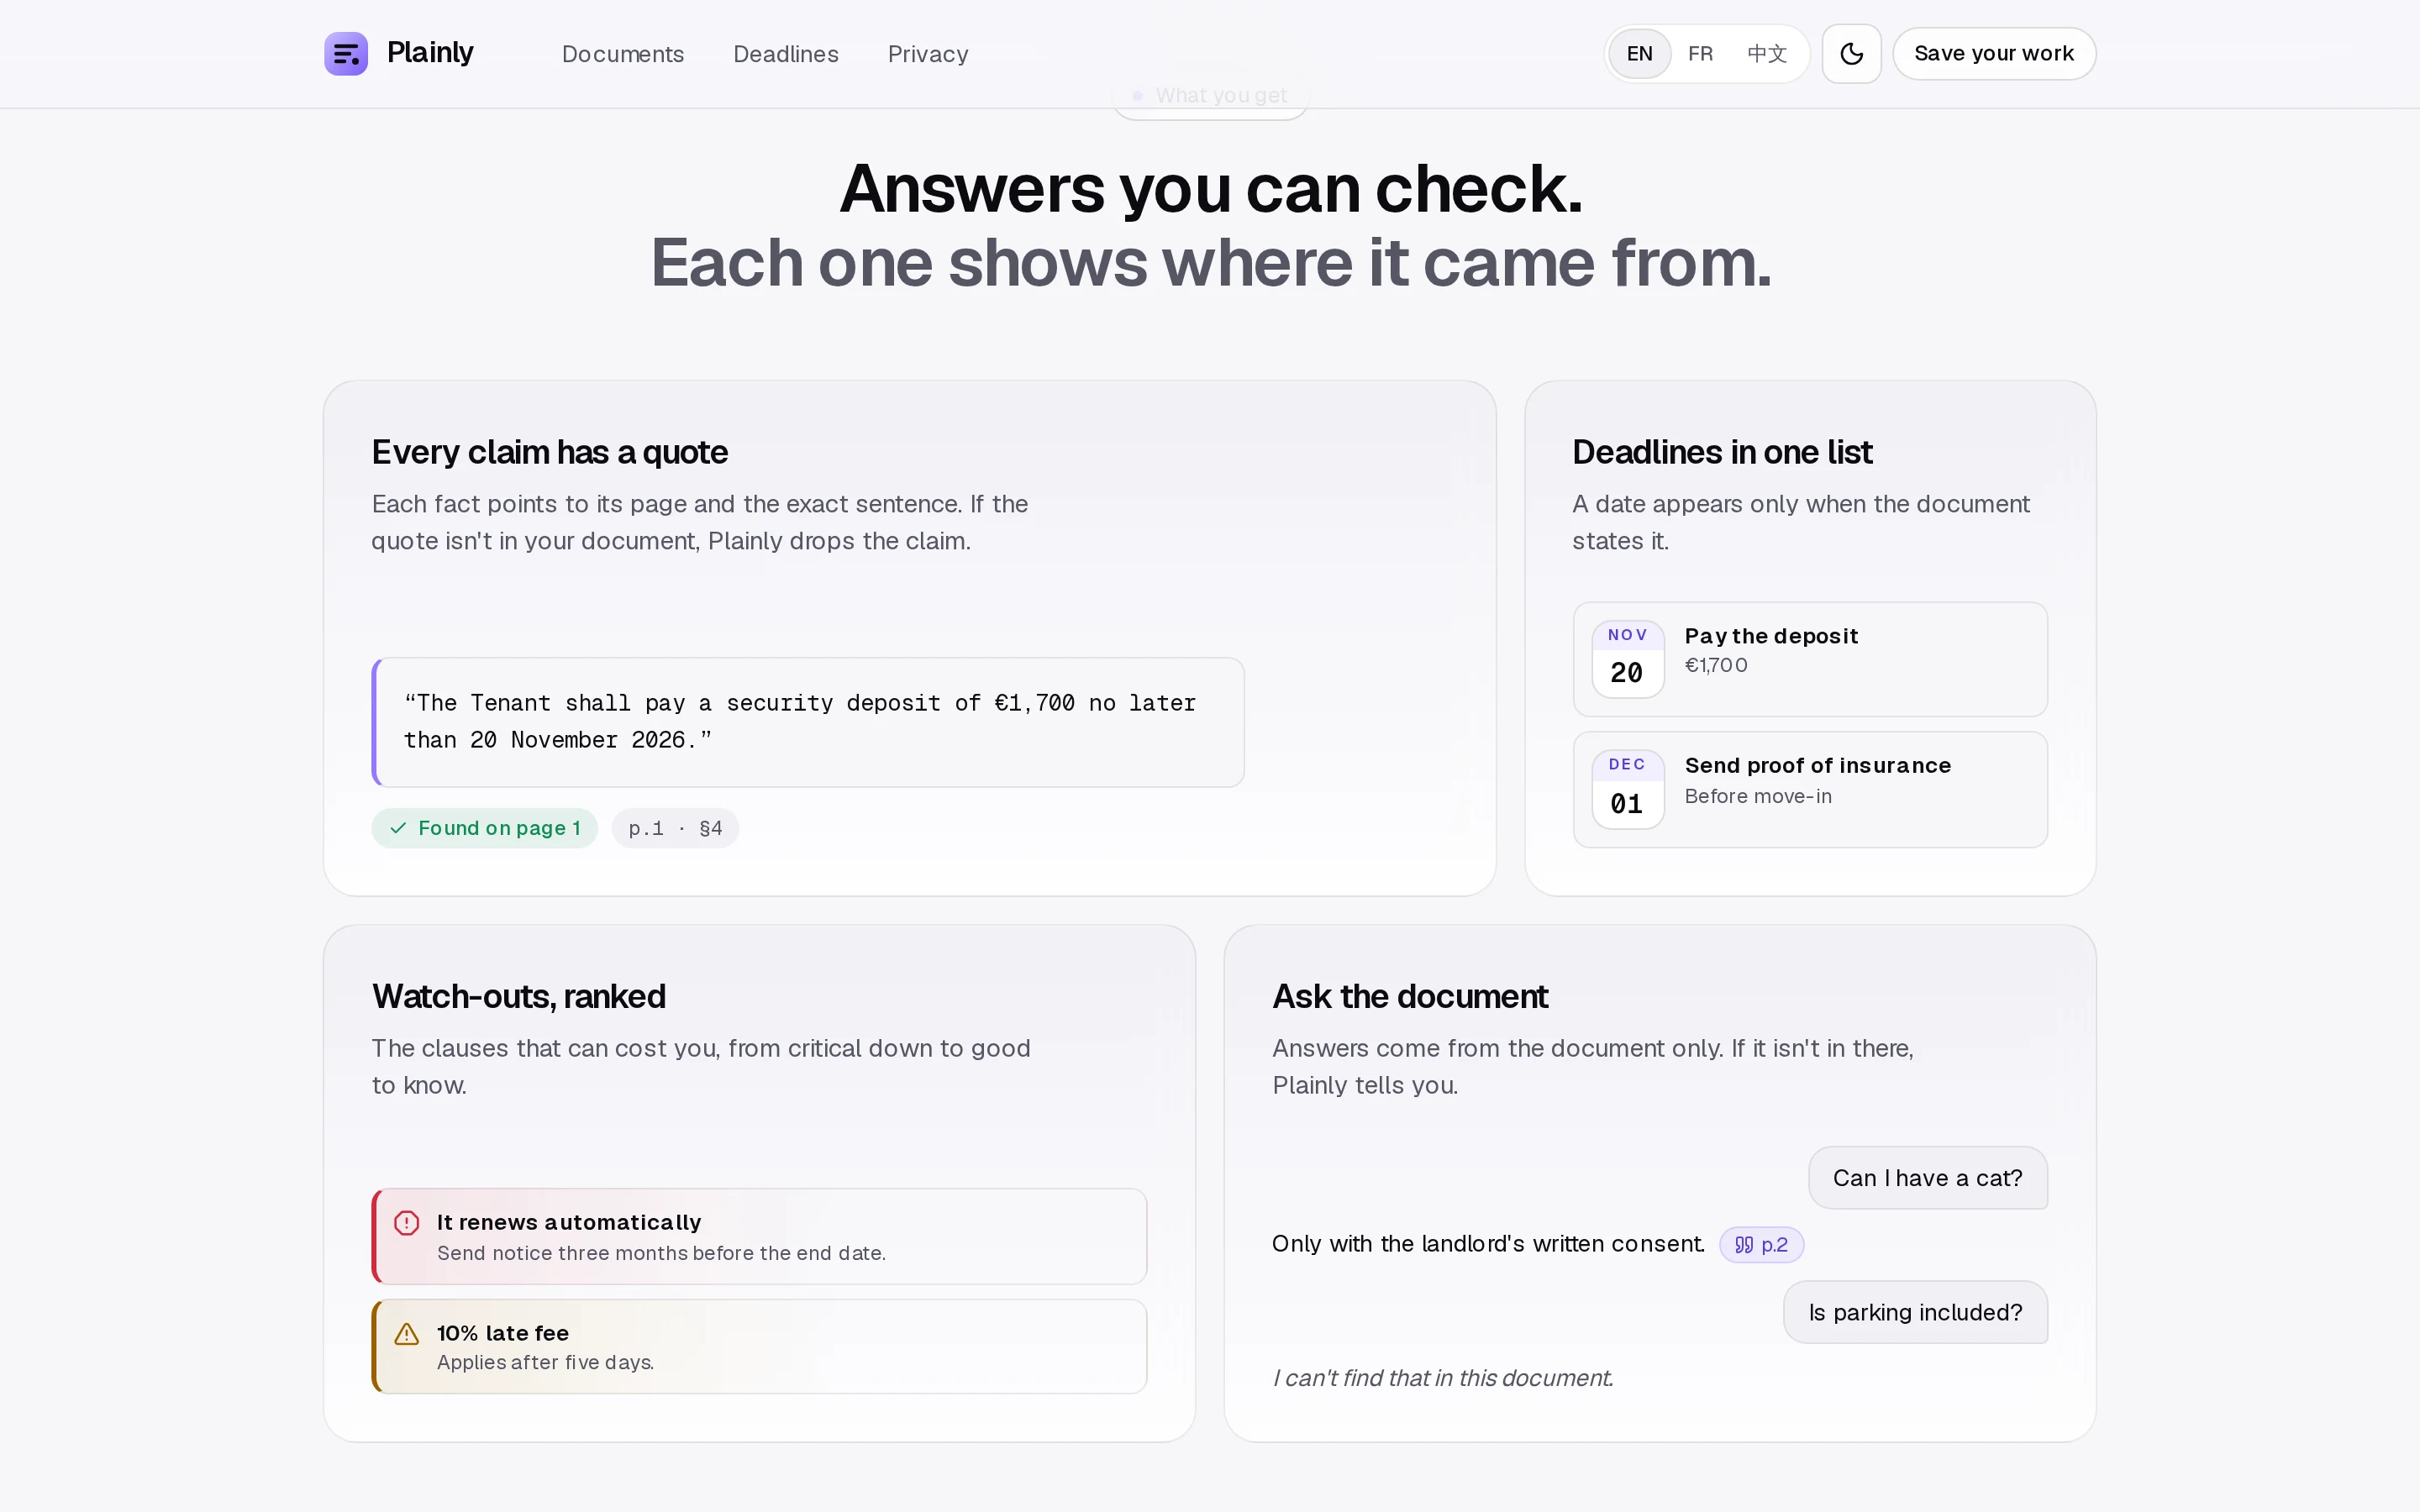 Plainly
Documents
Deadlines
Privacy
EN
FR
中文
Save your work
What you get
Answers you can check.
Each one shows where it came from.
Every claim has a quote
Each fact points to its page and the exact sentence. If the
quote isn't in your document, Plainly drops the claim.
“The Tenant shall pay a security deposit of €1,700 no later
than 20 November 2026.”
Found on page 1
p.1 · §4
Deadlines in one list
A date appears only when the document
states it.
NOV
20
Pay the deposit
€1,700
DEC
01
Send proof of insurance
Before move-in
Watch-outs, ranked
The clauses that can cost you, from critical down to good
to know.
It renews automatically
Send notice three months before the end date.
10% late fee
Applies after five days.
Ask the document
Answers come from the document only. If it isn't in there,
Plainly tells you.
Can I have a cat?
Only with the landlord's written consent.
p.2
Is parking included?
I can't find that in this document.